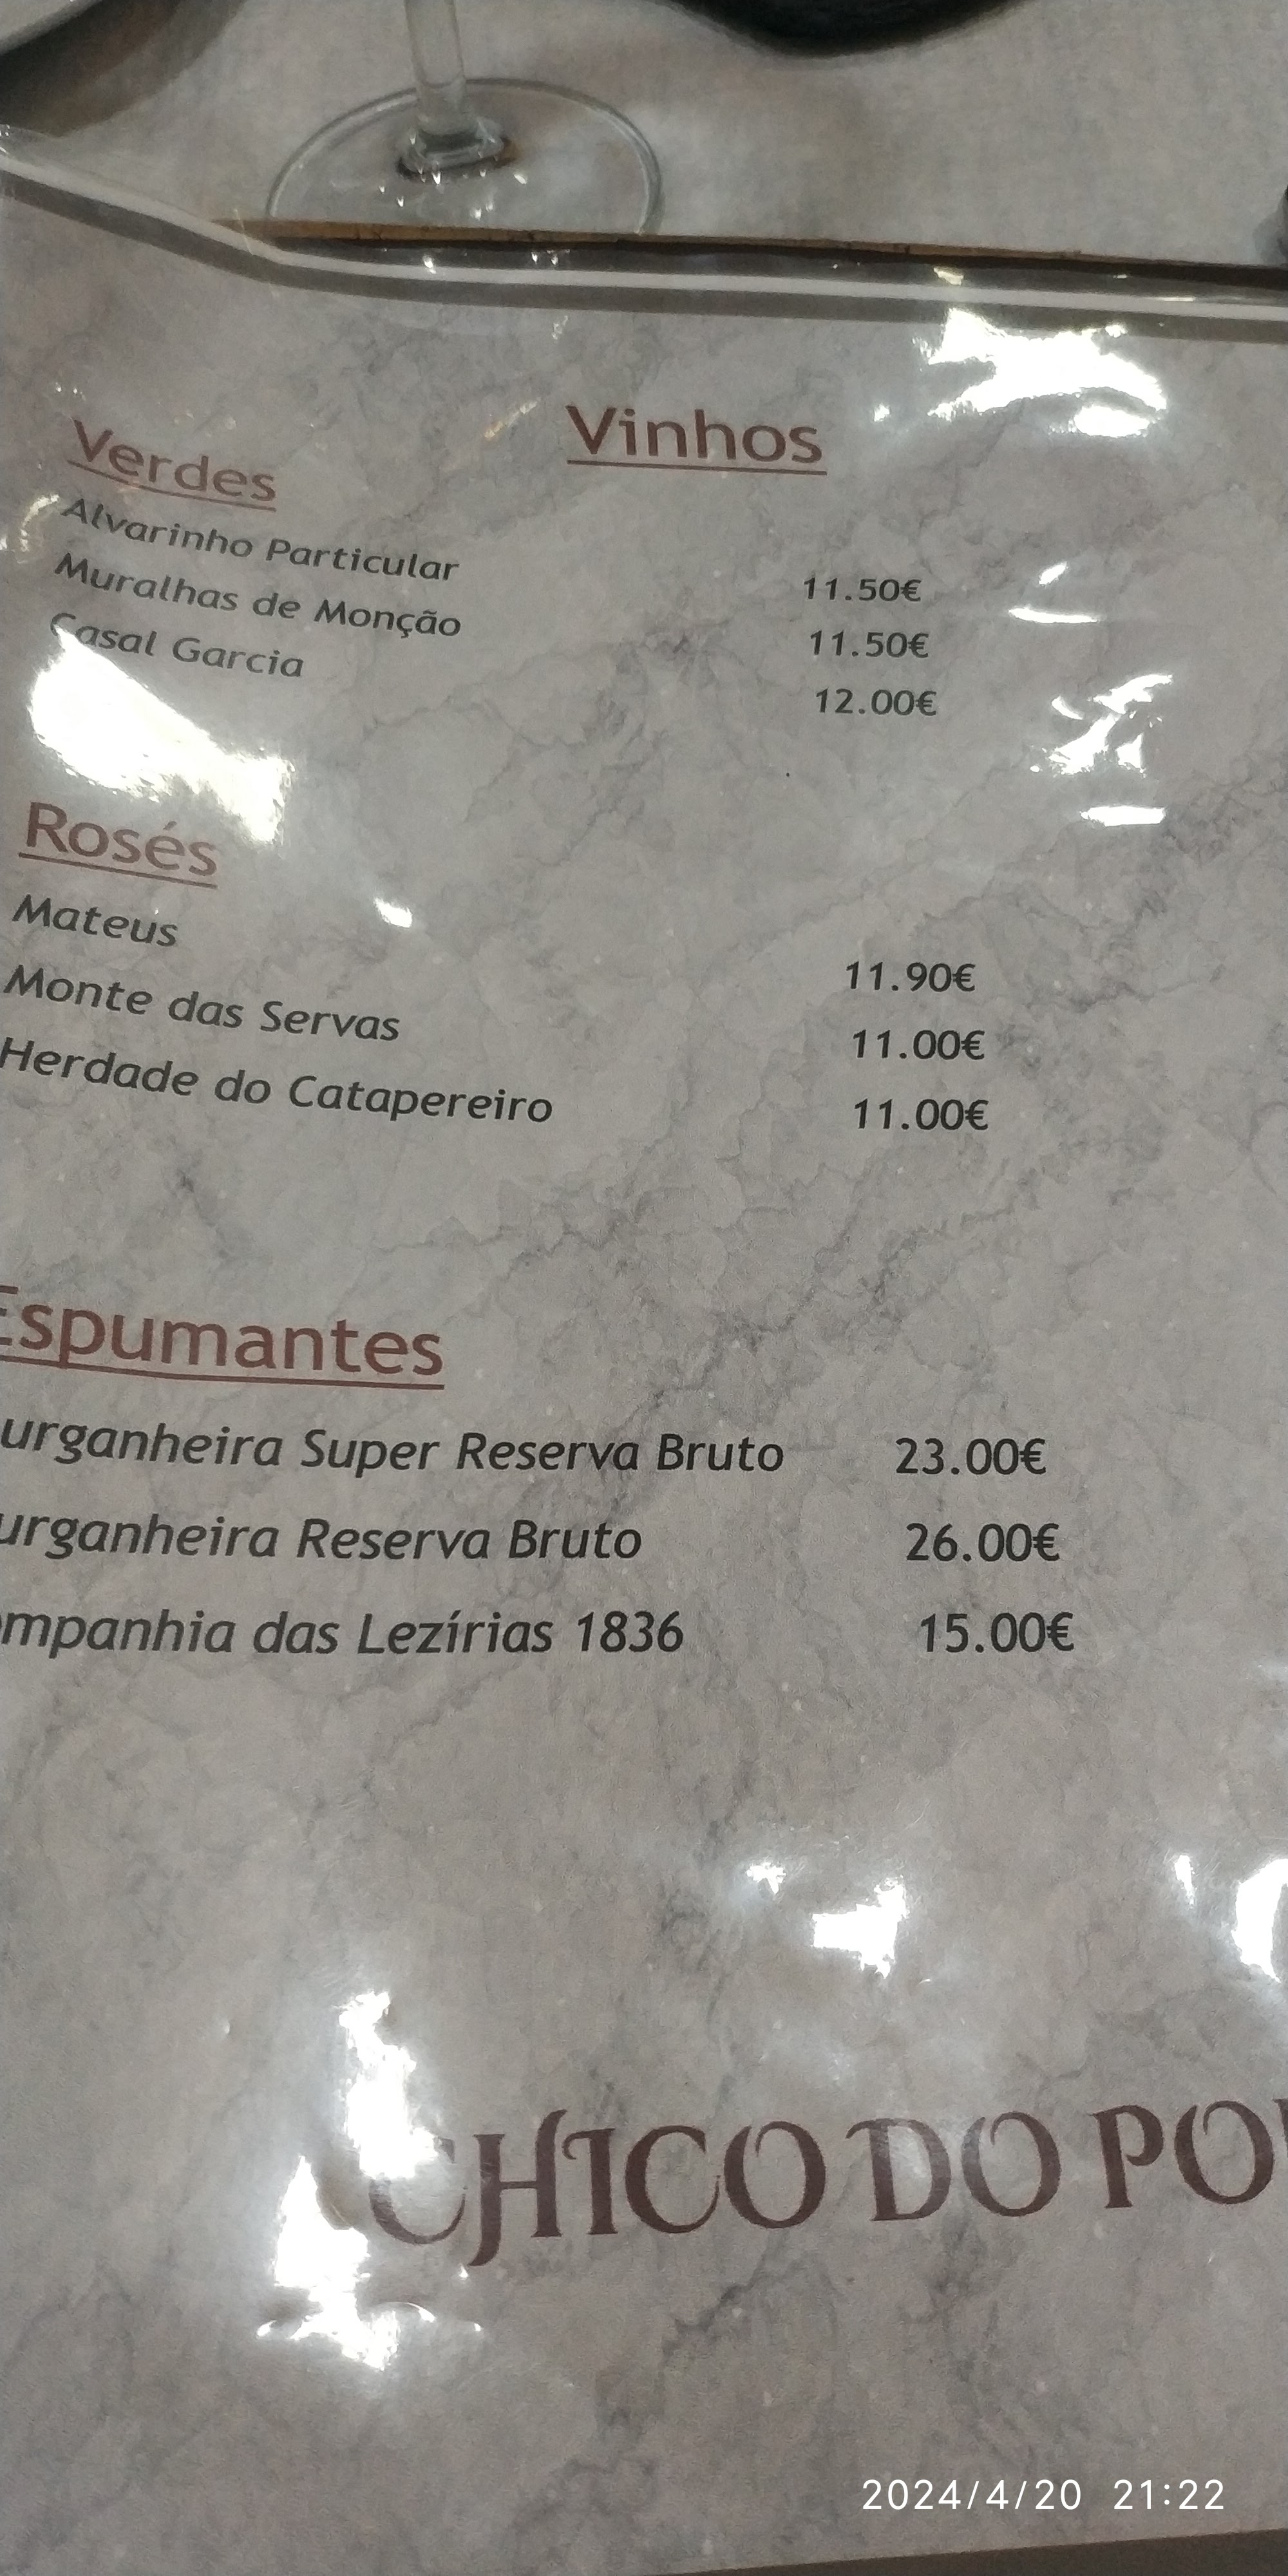 Vinhos
Verdes
Alvarinho Particular 11.50€
Muralhas de Monção 11.50€
Casal Garcia 12.00€
Rosés
Mateus 11.90€
Monte das Servas 11.00€
Herdade do Catapereiro 11.00€
Espumantes
urganheira Super Reserva Bruto 23.00€
urganheira Reserva Bruto 26.00€
ompanhia das Lezírias 1836 15.00€
CHICO DO PO
2024/4/20 21:22